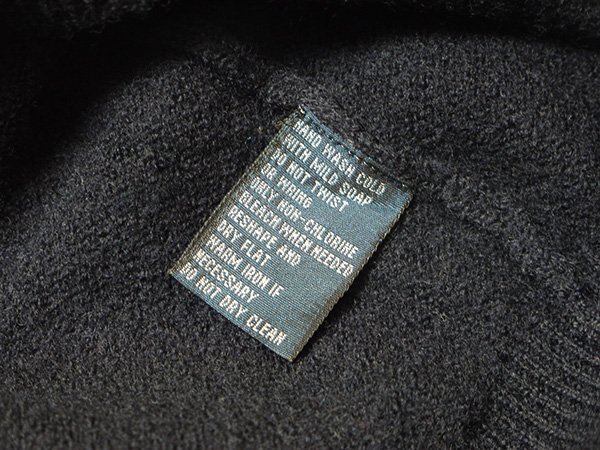 HAND WASH COLD
WITH MILD SOAP
DO NOT TWIST
OR WRING
ONLY NON-CHLORINE
BLEACH WHEN NEEDED
RESHAPE AND
DRY FLAT
WARM IRON IF
NECESSARY
DO NOT DRY CLEAN